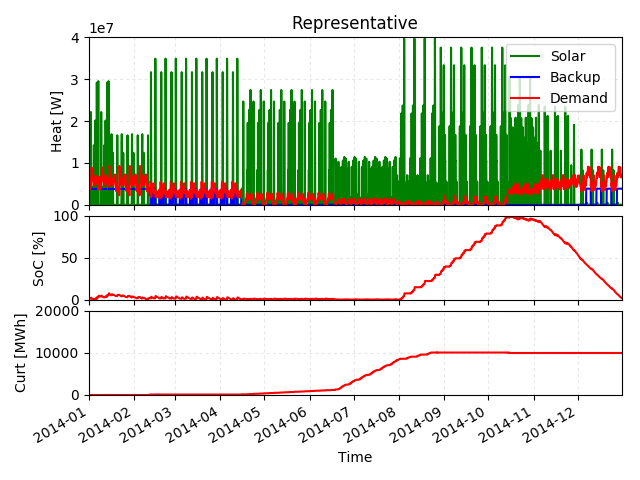 Representative
1e7
4
3
2
1
0
Heat [W]
Solar
Backup
Demand
100
50
0
SoC [%]
20000
10000
0
Curt [MWh]
2014-01
2014-02
2014-03
2014-04
2014-05
2014-06
2014-07
2014-08
2014-09
2014-10
2014-11
2014-12
Time